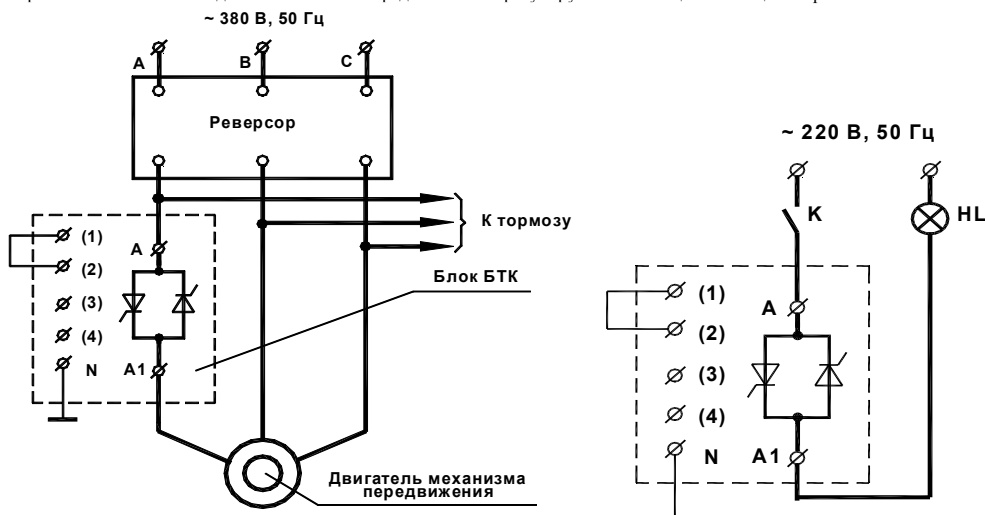 ~ 380 В, 50 Гц
А
В
С
Реверсор
К тормозу
(1)
(2)
(3)
(4)
N
А
А1
Блок БТК
Двигатель механизма
передвижения
~ 220 В, 50 Гц
К
HL
(1)
(2)
(3)
(4)
N
А
А1